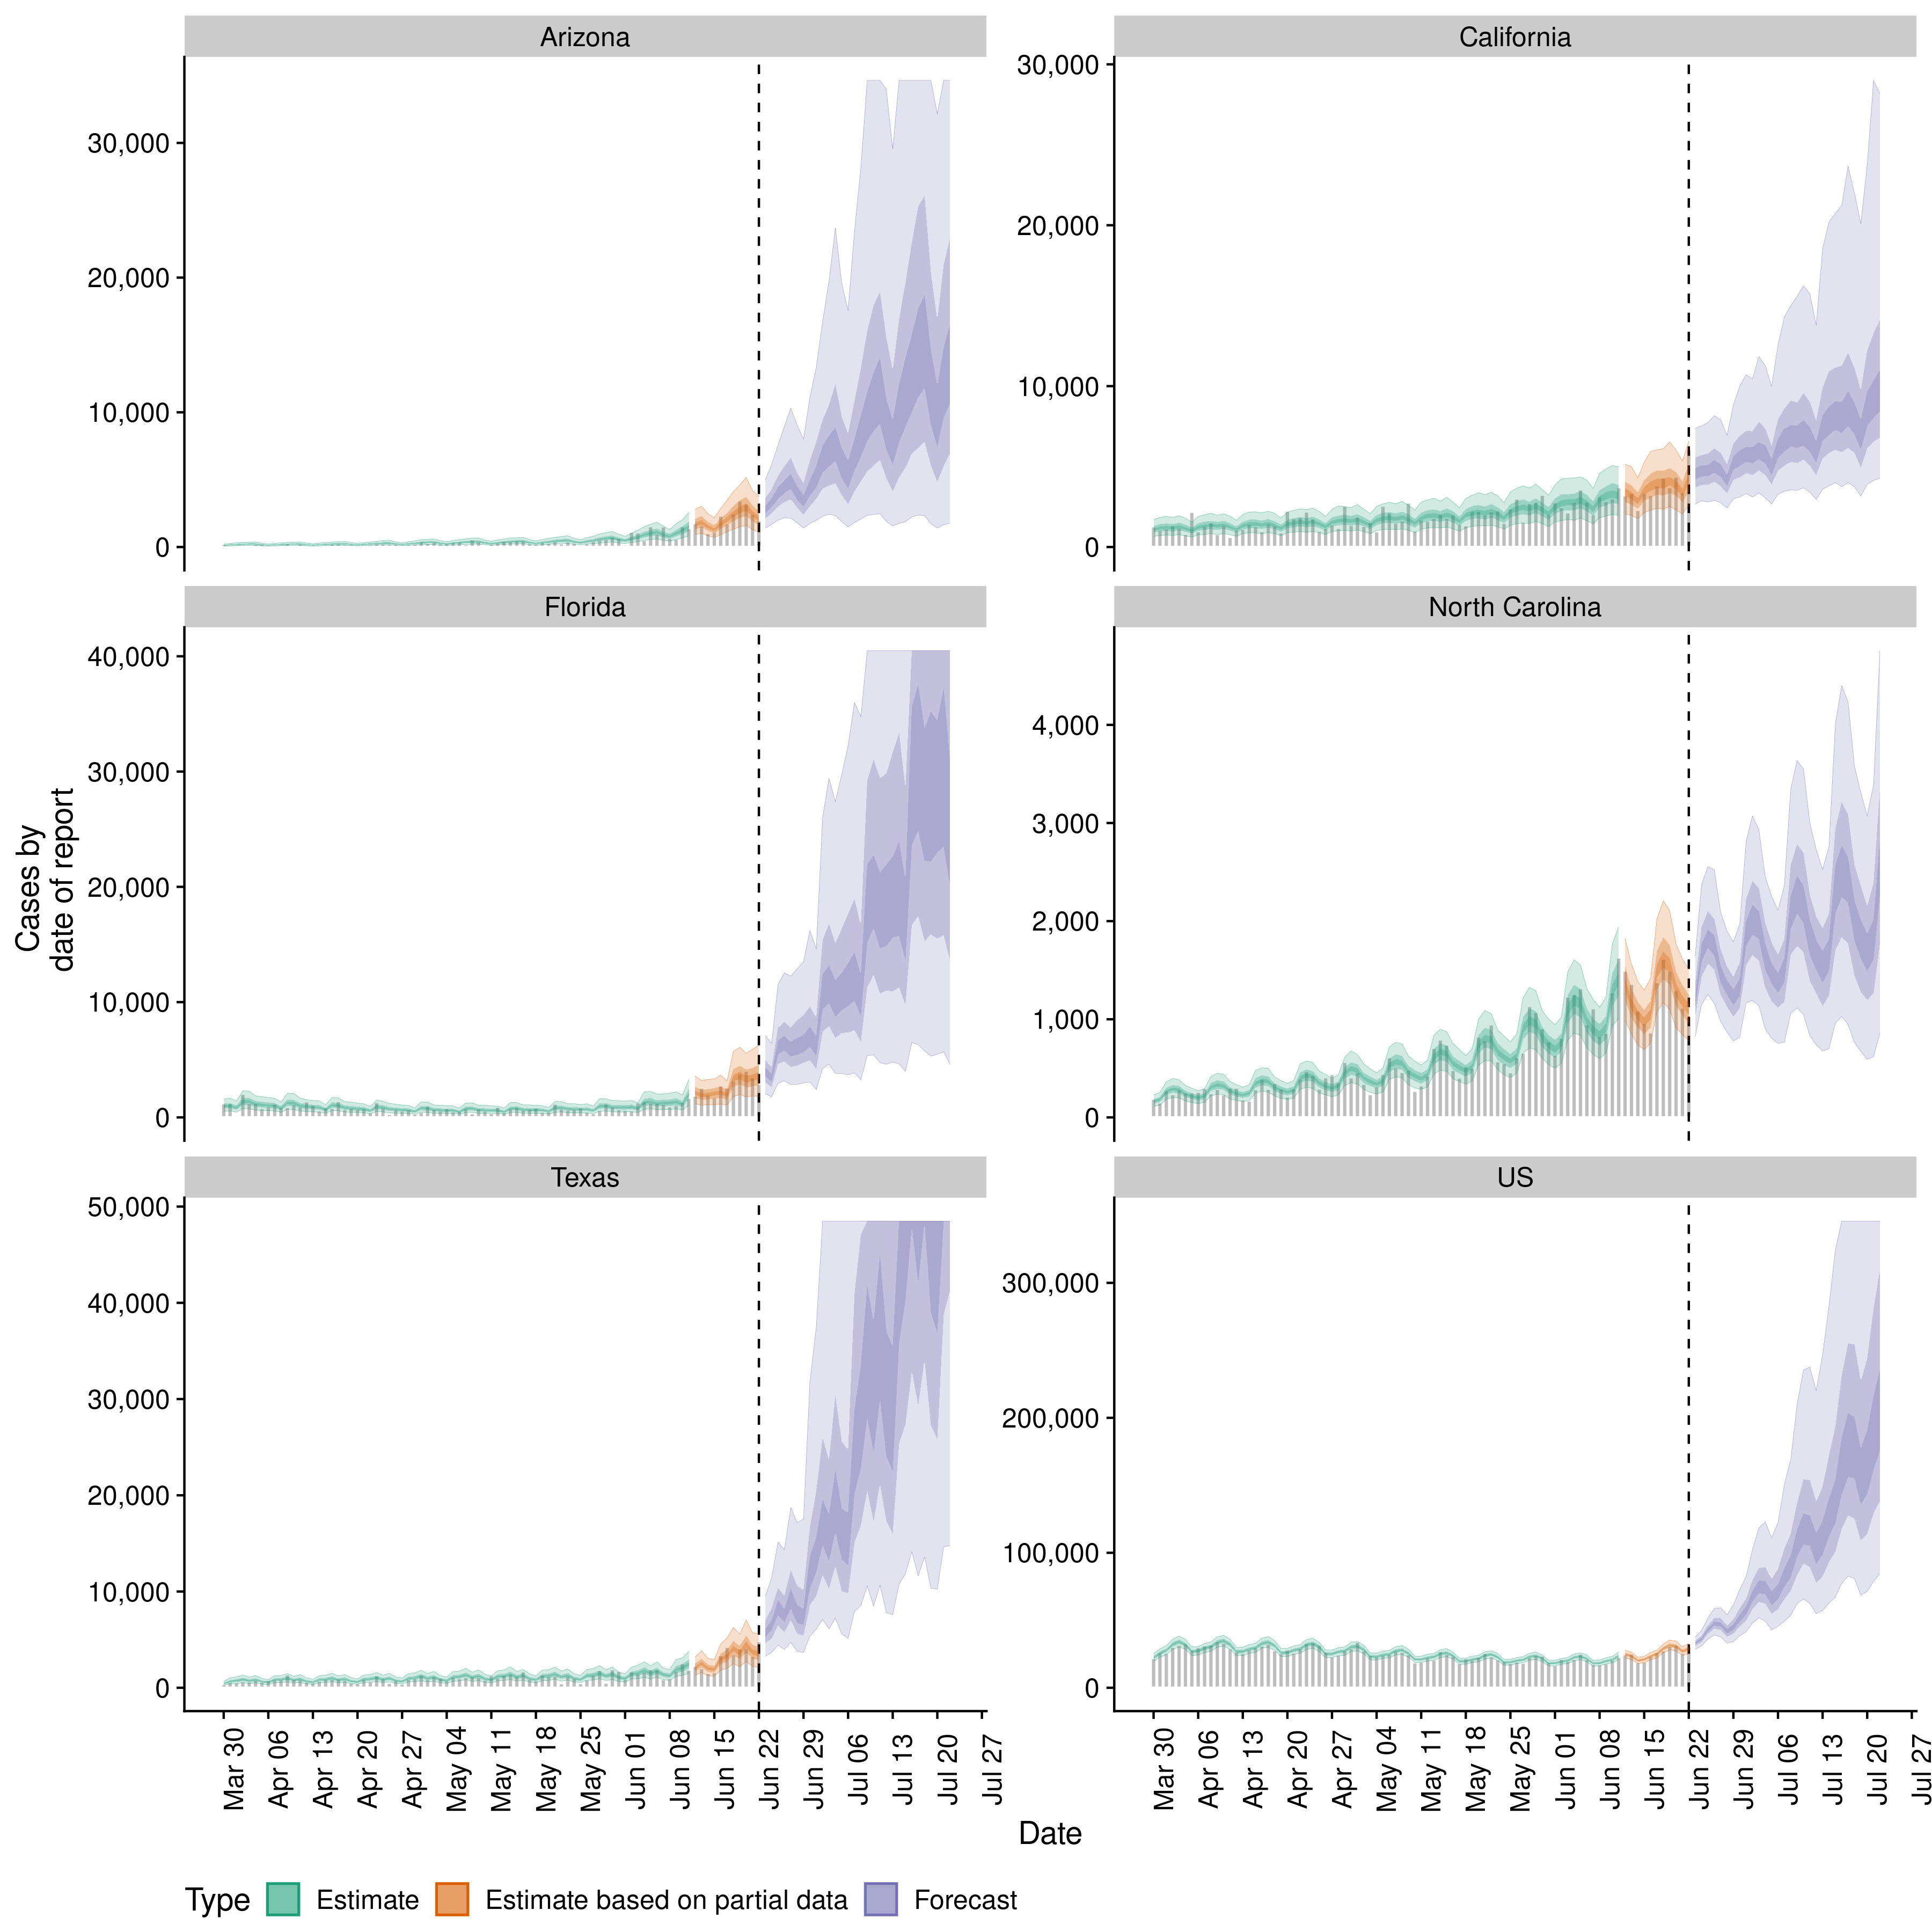 Arizona
California
30,000
20,000
10,000
0
30,000
20,000
10,000
0
Florida
North Carolina
40,000
30,000
20,000
10,000
0
4,000
3,000
2,000
1,000
0
Cases by
date of report
Texas
US
50,000
40,000
30,000
20,000
10,000
0
300,000
200,000
100,000
0
Mar 30
Apr 06
Apr 13
Apr 20
Apr 27
May 04
May 11
May 18
May 25
Jun 01
Jun 08
Jun 15
Jun 22
Jun 29
Jul 06
Jul 13
Jul 20
Jul 27
Mar 30
Apr 06
Apr 13
Apr 20
Apr 27
May 04
May 11
May 18
May 25
Jun 01
Jun 08
Jun 15
Jun 22
Jun 29
Jul 06
Jul 13
Jul 20
Jul 27
Date
Type Estimate Estimate based on partial data Forecast